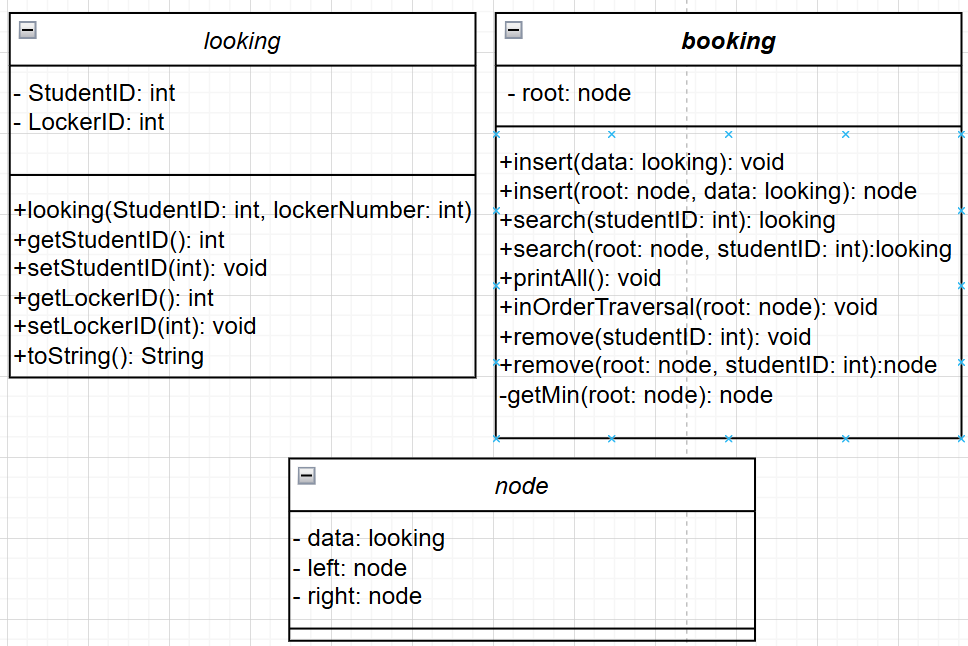 looking
- StudentID: int
- LockerID: int
+looking(StudentID: int, lockerNumber: int)
+getStudentID(): int
+setStudentID(int): void
+getLockerID(): int
+setLockerID(int): void
+toString(): String
booking
- root: node
+insert(data: looking): void
+insert(root: node, data: looking): node
+search(studentID: int): looking
+search(root: node, studentID: int):looking
+printAll(): void
+inOrderTraversal(root: node): void
+remove(studentID: int): void
+remove(root: node, studentID: int):node
-getMin(root: node): node
node
- data: looking
- left: node
- right: node